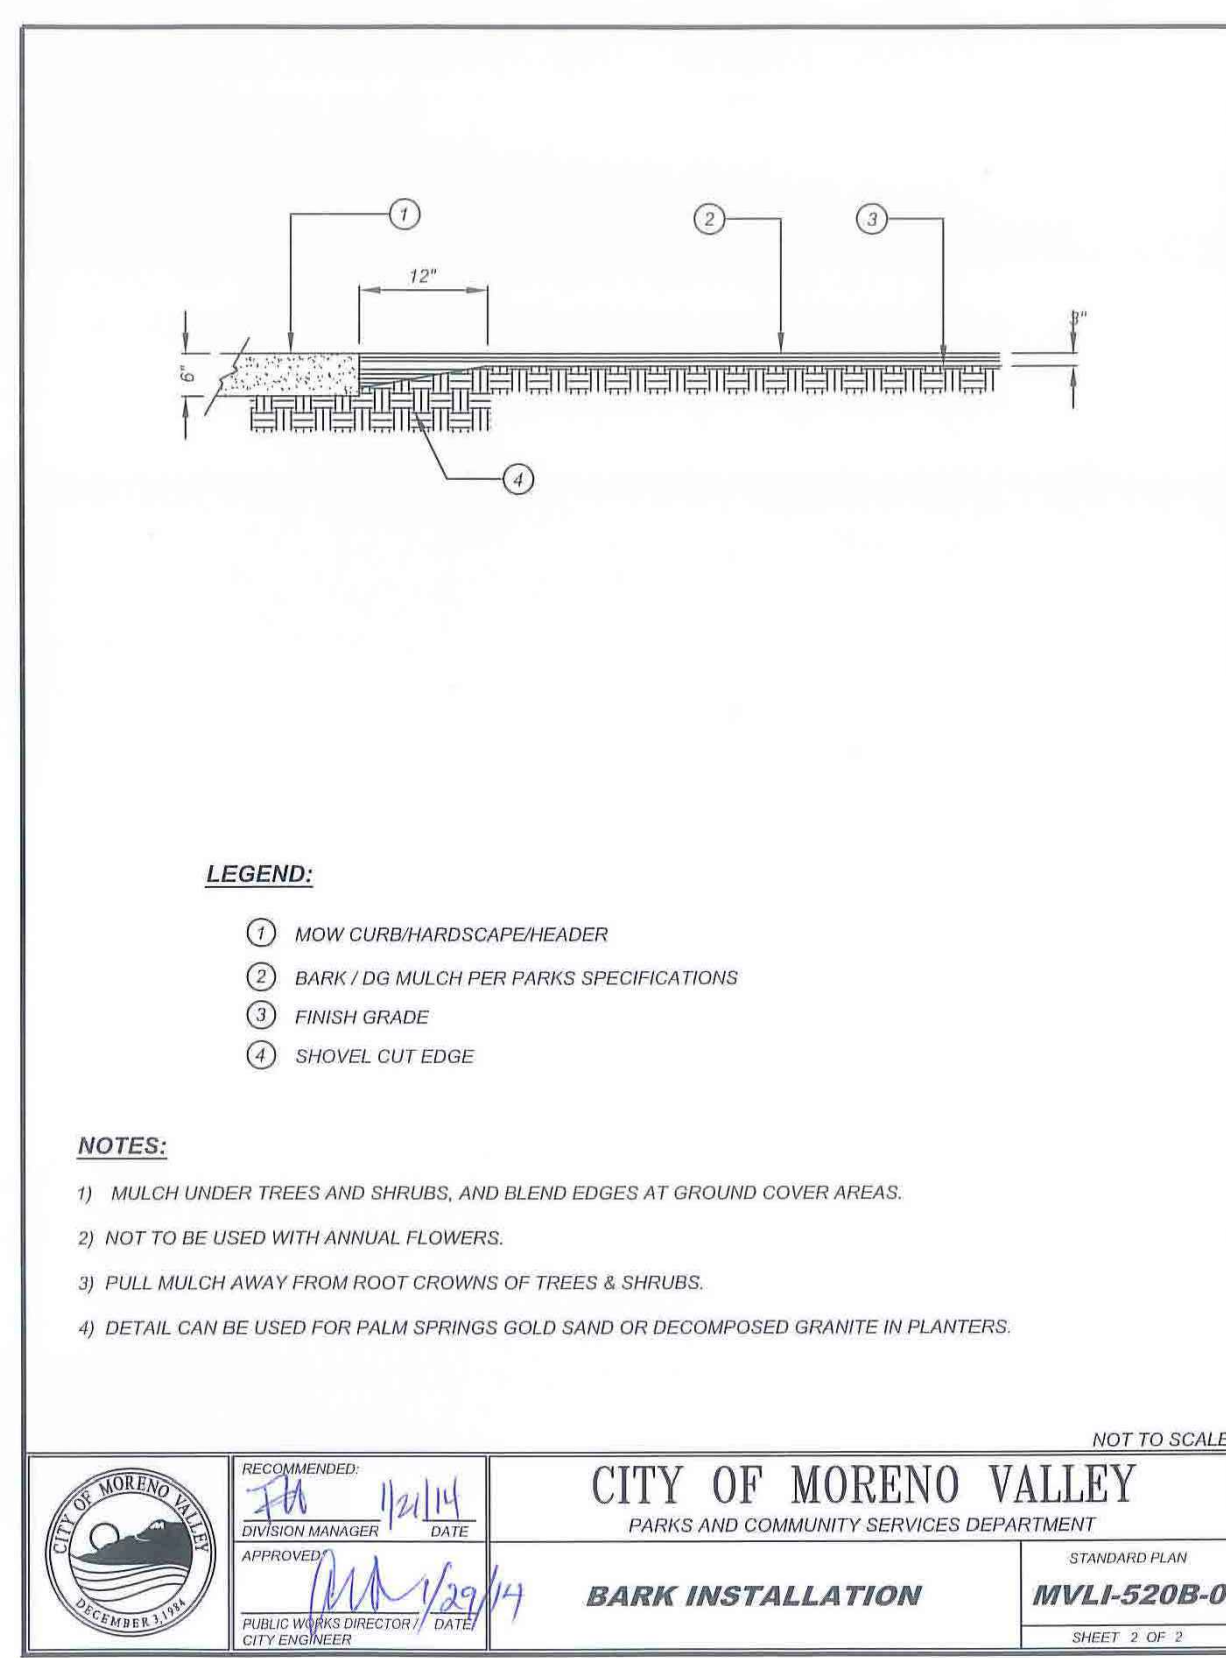 1
2
3
12"
3"
6"
4
LEGEND:
1 MOW CURB/HARDSCAPE/HEADER
2 BARK / DG MULCH PER PARKS SPECIFICATIONS
3 FINISH GRADE
4 SHOVEL CUT EDGE
NOTES:
1) MULCH UNDER TREES AND SHRUBS, AND BLEND EDGES AT GROUND COVER AREAS.
2) NOT TO BE USED WITH ANNUAL FLOWERS.
3) PULL MULCH AWAY FROM ROOT CROWNS OF TREES & SHRUBS.
4) DETAIL CAN BE USED FOR PALM SPRINGS GOLD SAND OR DECOMPOSED GRANITE IN PLANTERS.
NOT TO SCALE
CITY OF MORENO VALLEY
DECEMBER 3, 1984
RECOMMENDED:
1/21/14
DIVISION MANAGER DATE
APPROVED:
1/29/14
PUBLIC WORKS DIRECTOR / DATE
CITY ENGINEER
CITY OF MORENO VALLEY
PARKS AND COMMUNITY SERVICES DEPARTMENT
BARK INSTALLATION
STANDARD PLAN
MVLI-520B-0
SHEET 2 OF 2